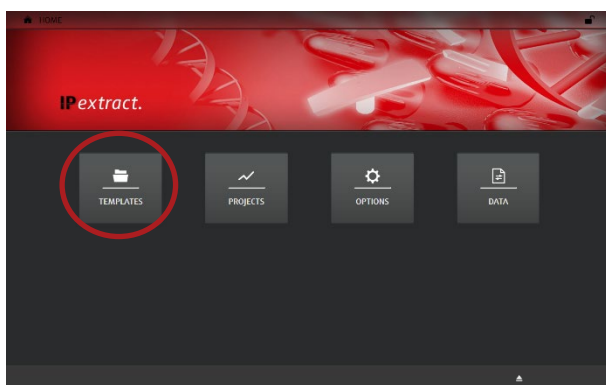 HOME
IPextract.
TEMPLATES
PROJECTS
OPTIONS
DATA